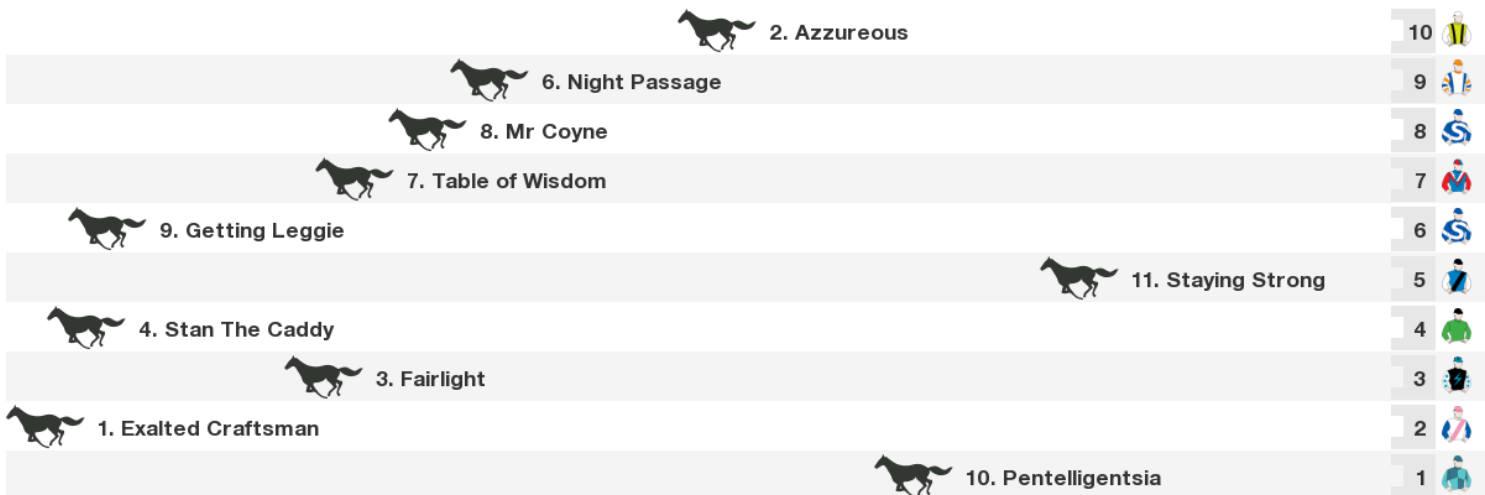 2. Azzureous 10
6. Night Passage 9
8. Mr Coyne 8
7. Table of Wisdom 7
9. Getting Leggie 6
11. Staying Strong 5
4. Stan The Caddy 4
3. Fairlight 3
1. Exalted Craftsman 2
10. Pentelligentsia 1